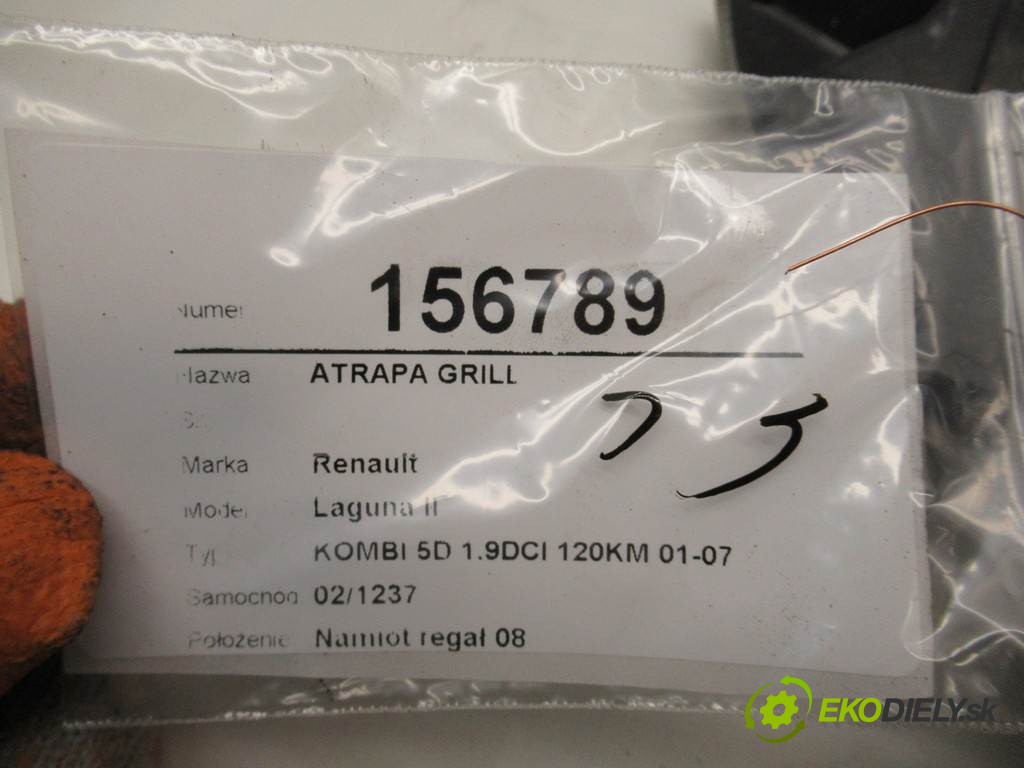 Numer 156789
Nazwa ATRAPA GRILL
Marka Renault
Model Laguna II
Typ KOMBI 5D 1.9DCI 120KM 01-07
Samochód 02/1237
Położenie Namiot regał 08
EKODIELY.sk